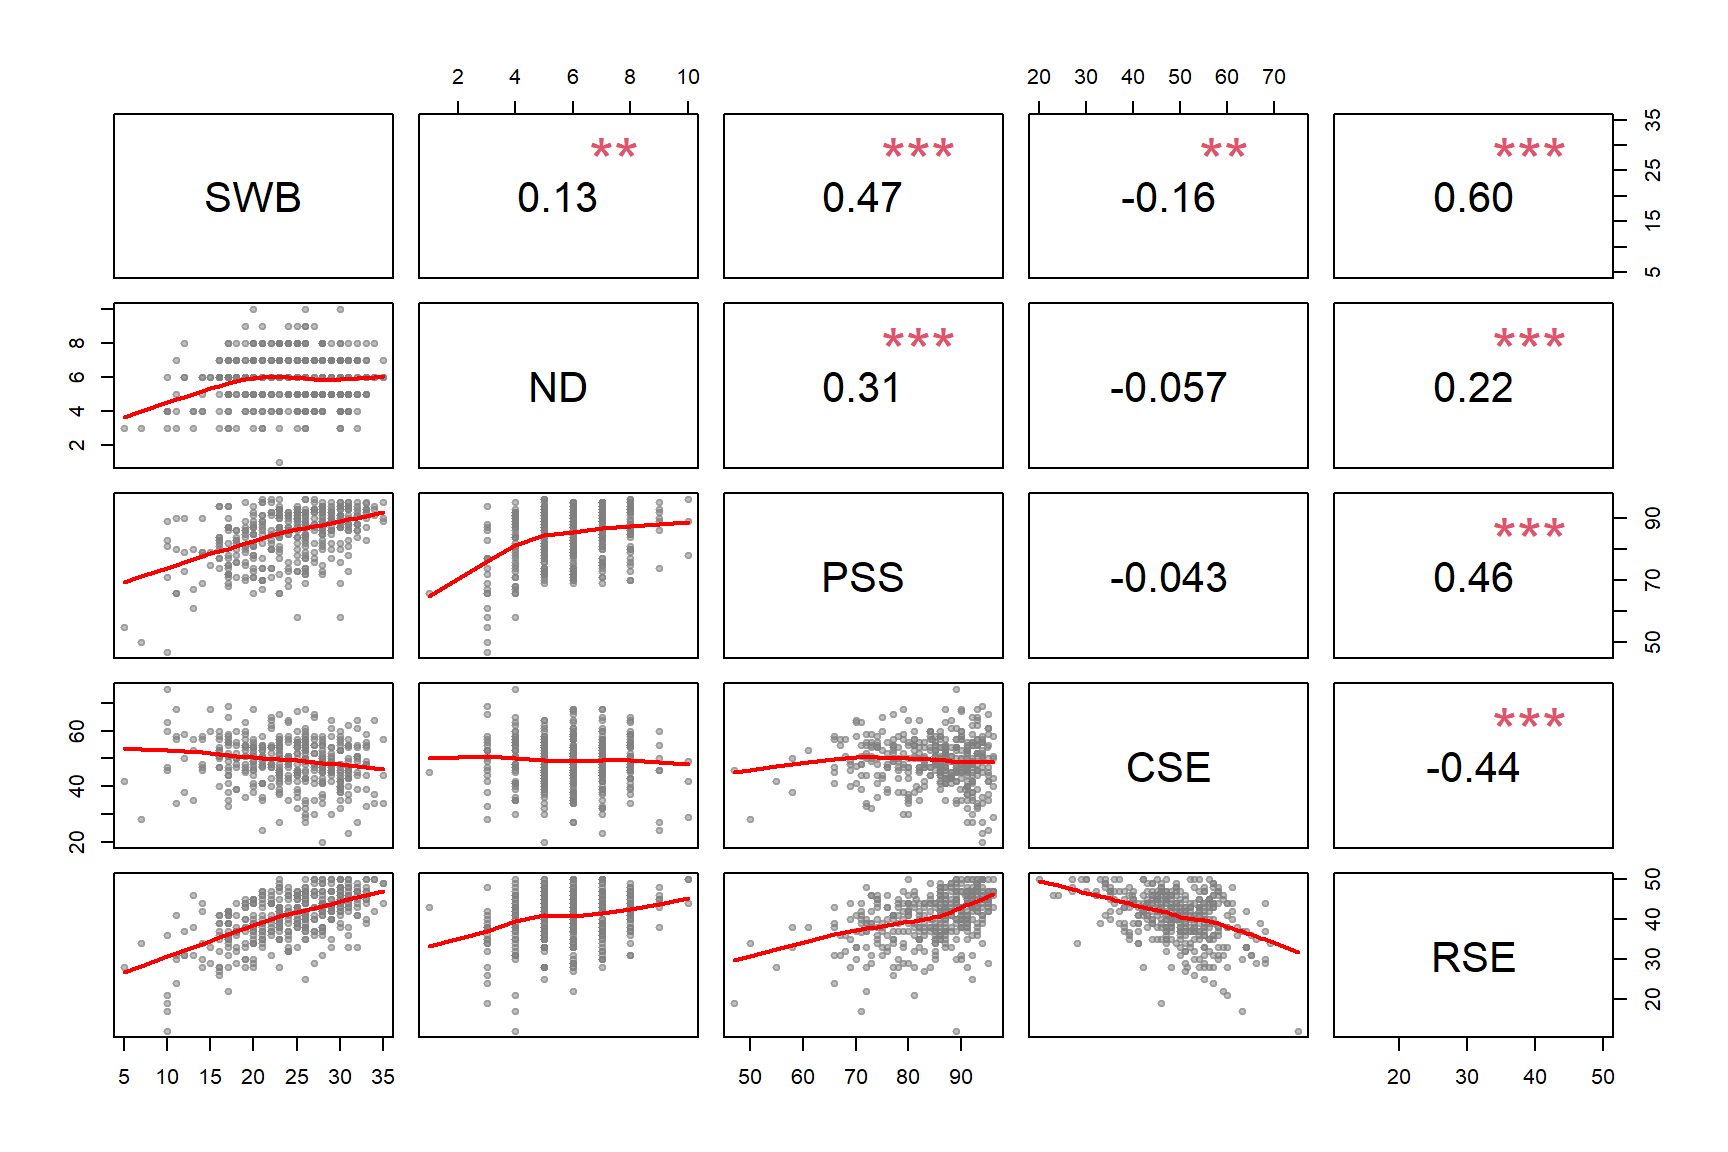 2 4 6 8 10 20 30 40 50 60 70
** *** ** ***
SWB 0.13 0.47 -0.16 0.60
5 15 25 35
*** ***
ND 0.31 -0.057 0.22
2 4 6 8
***
PSS -0.043 0.46
50 70 90
***
CSE -0.44
20 40 60
RSE
20 30 40 50
5 10 15 20 25 30 35 50 60 70 80 90 20 30 40 50